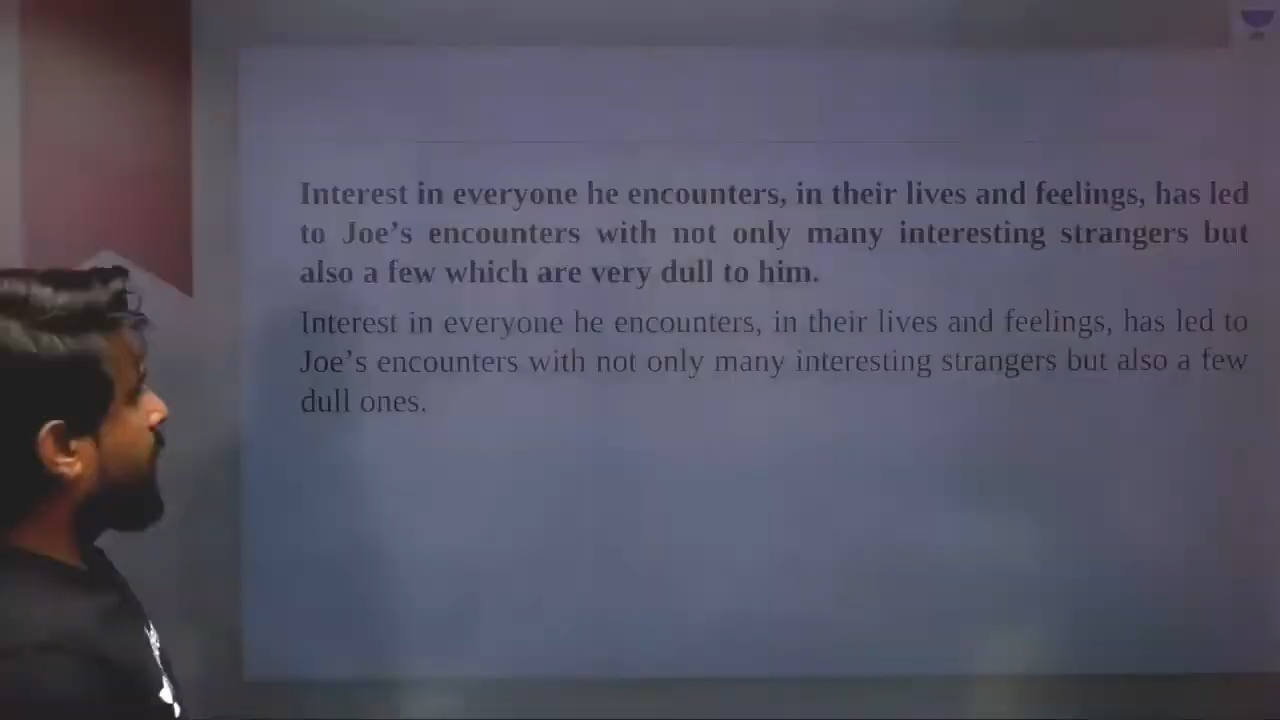 Interest in everyone he encounters, in their lives and feelings, has led
to Joe’s encounters with not only many interesting strangers but
also a few which are very dull to him.
Interest in everyone he encounters, in their lives and feelings, has led to
Joe’s encounters with not only many interesting strangers but also a few
dull ones.